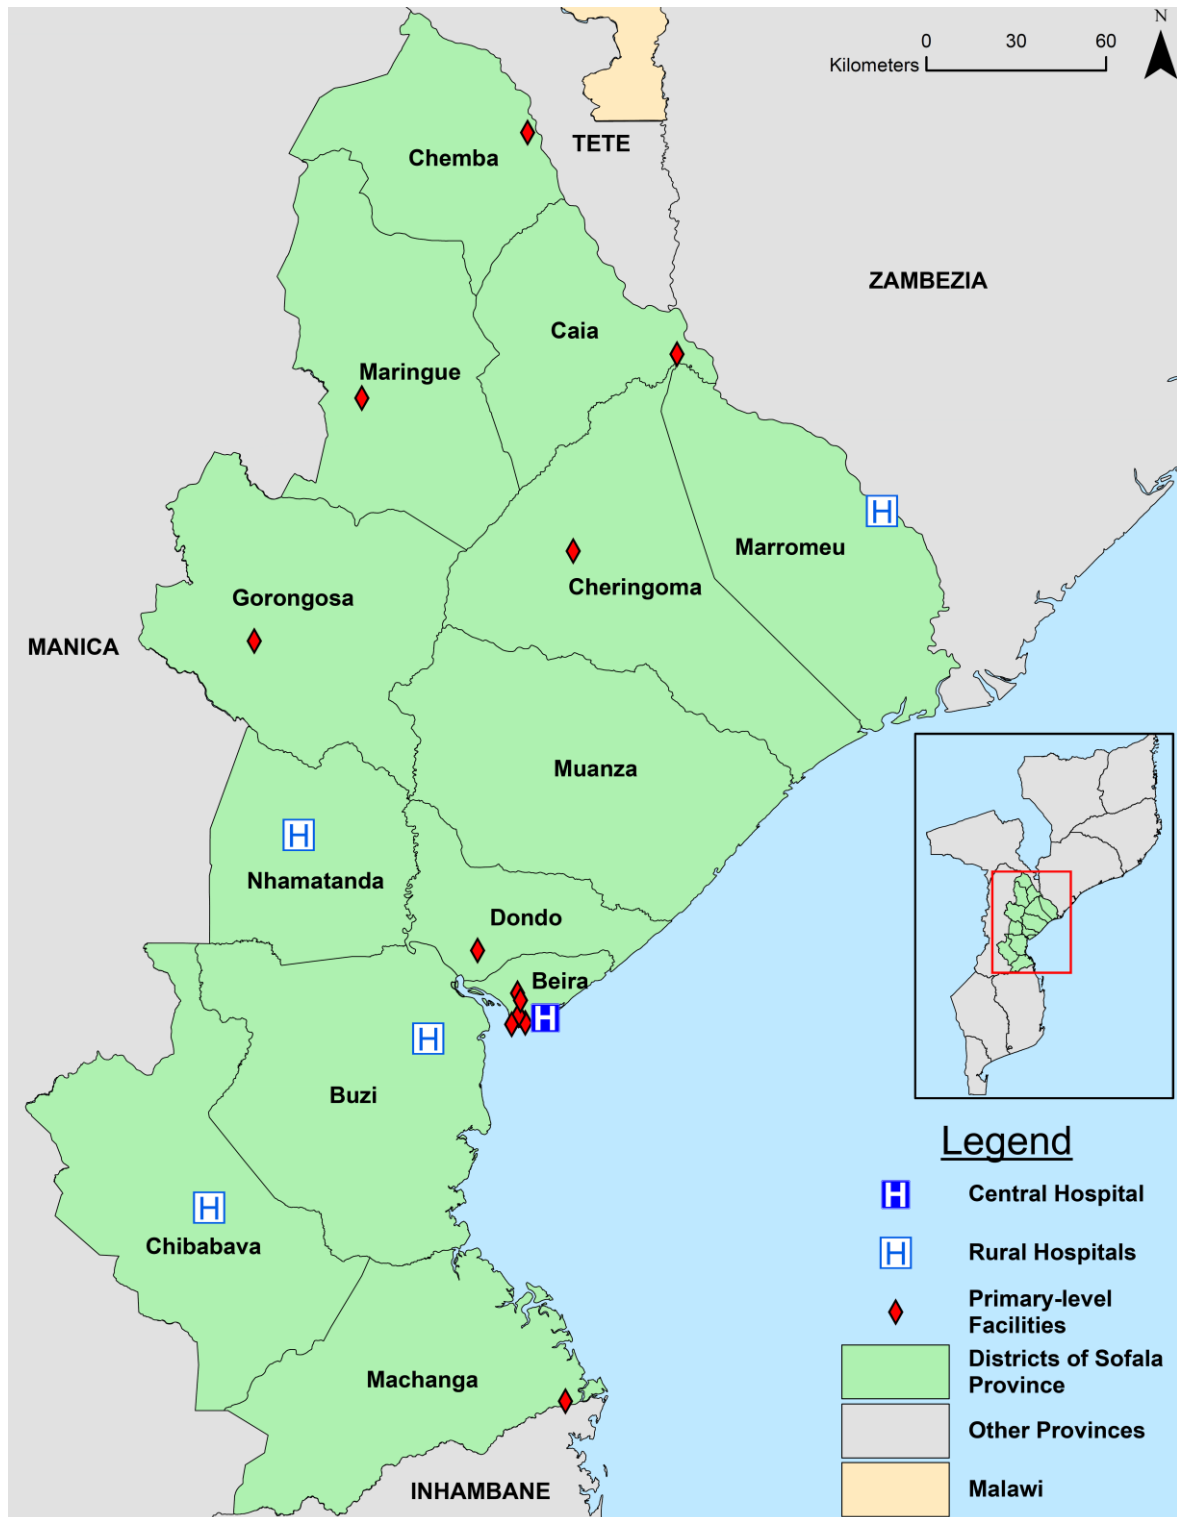 N
0 30 60
Kilometers
TETE
Chemba
ZAMBEZIA
Caia
Maringue
Marromeu
Cheringoma
Gorongosa
MANICA
Muanza
Nhamatanda
Dondo
Beira
H
H
H
H
H
Buzi
Chibabava
Machanga
INHAMBANE
Legend
H Central Hospital
H Rural Hospitals
Primary-level
Facilities
Districts of Sofala
Province
Other Provinces
Malawi